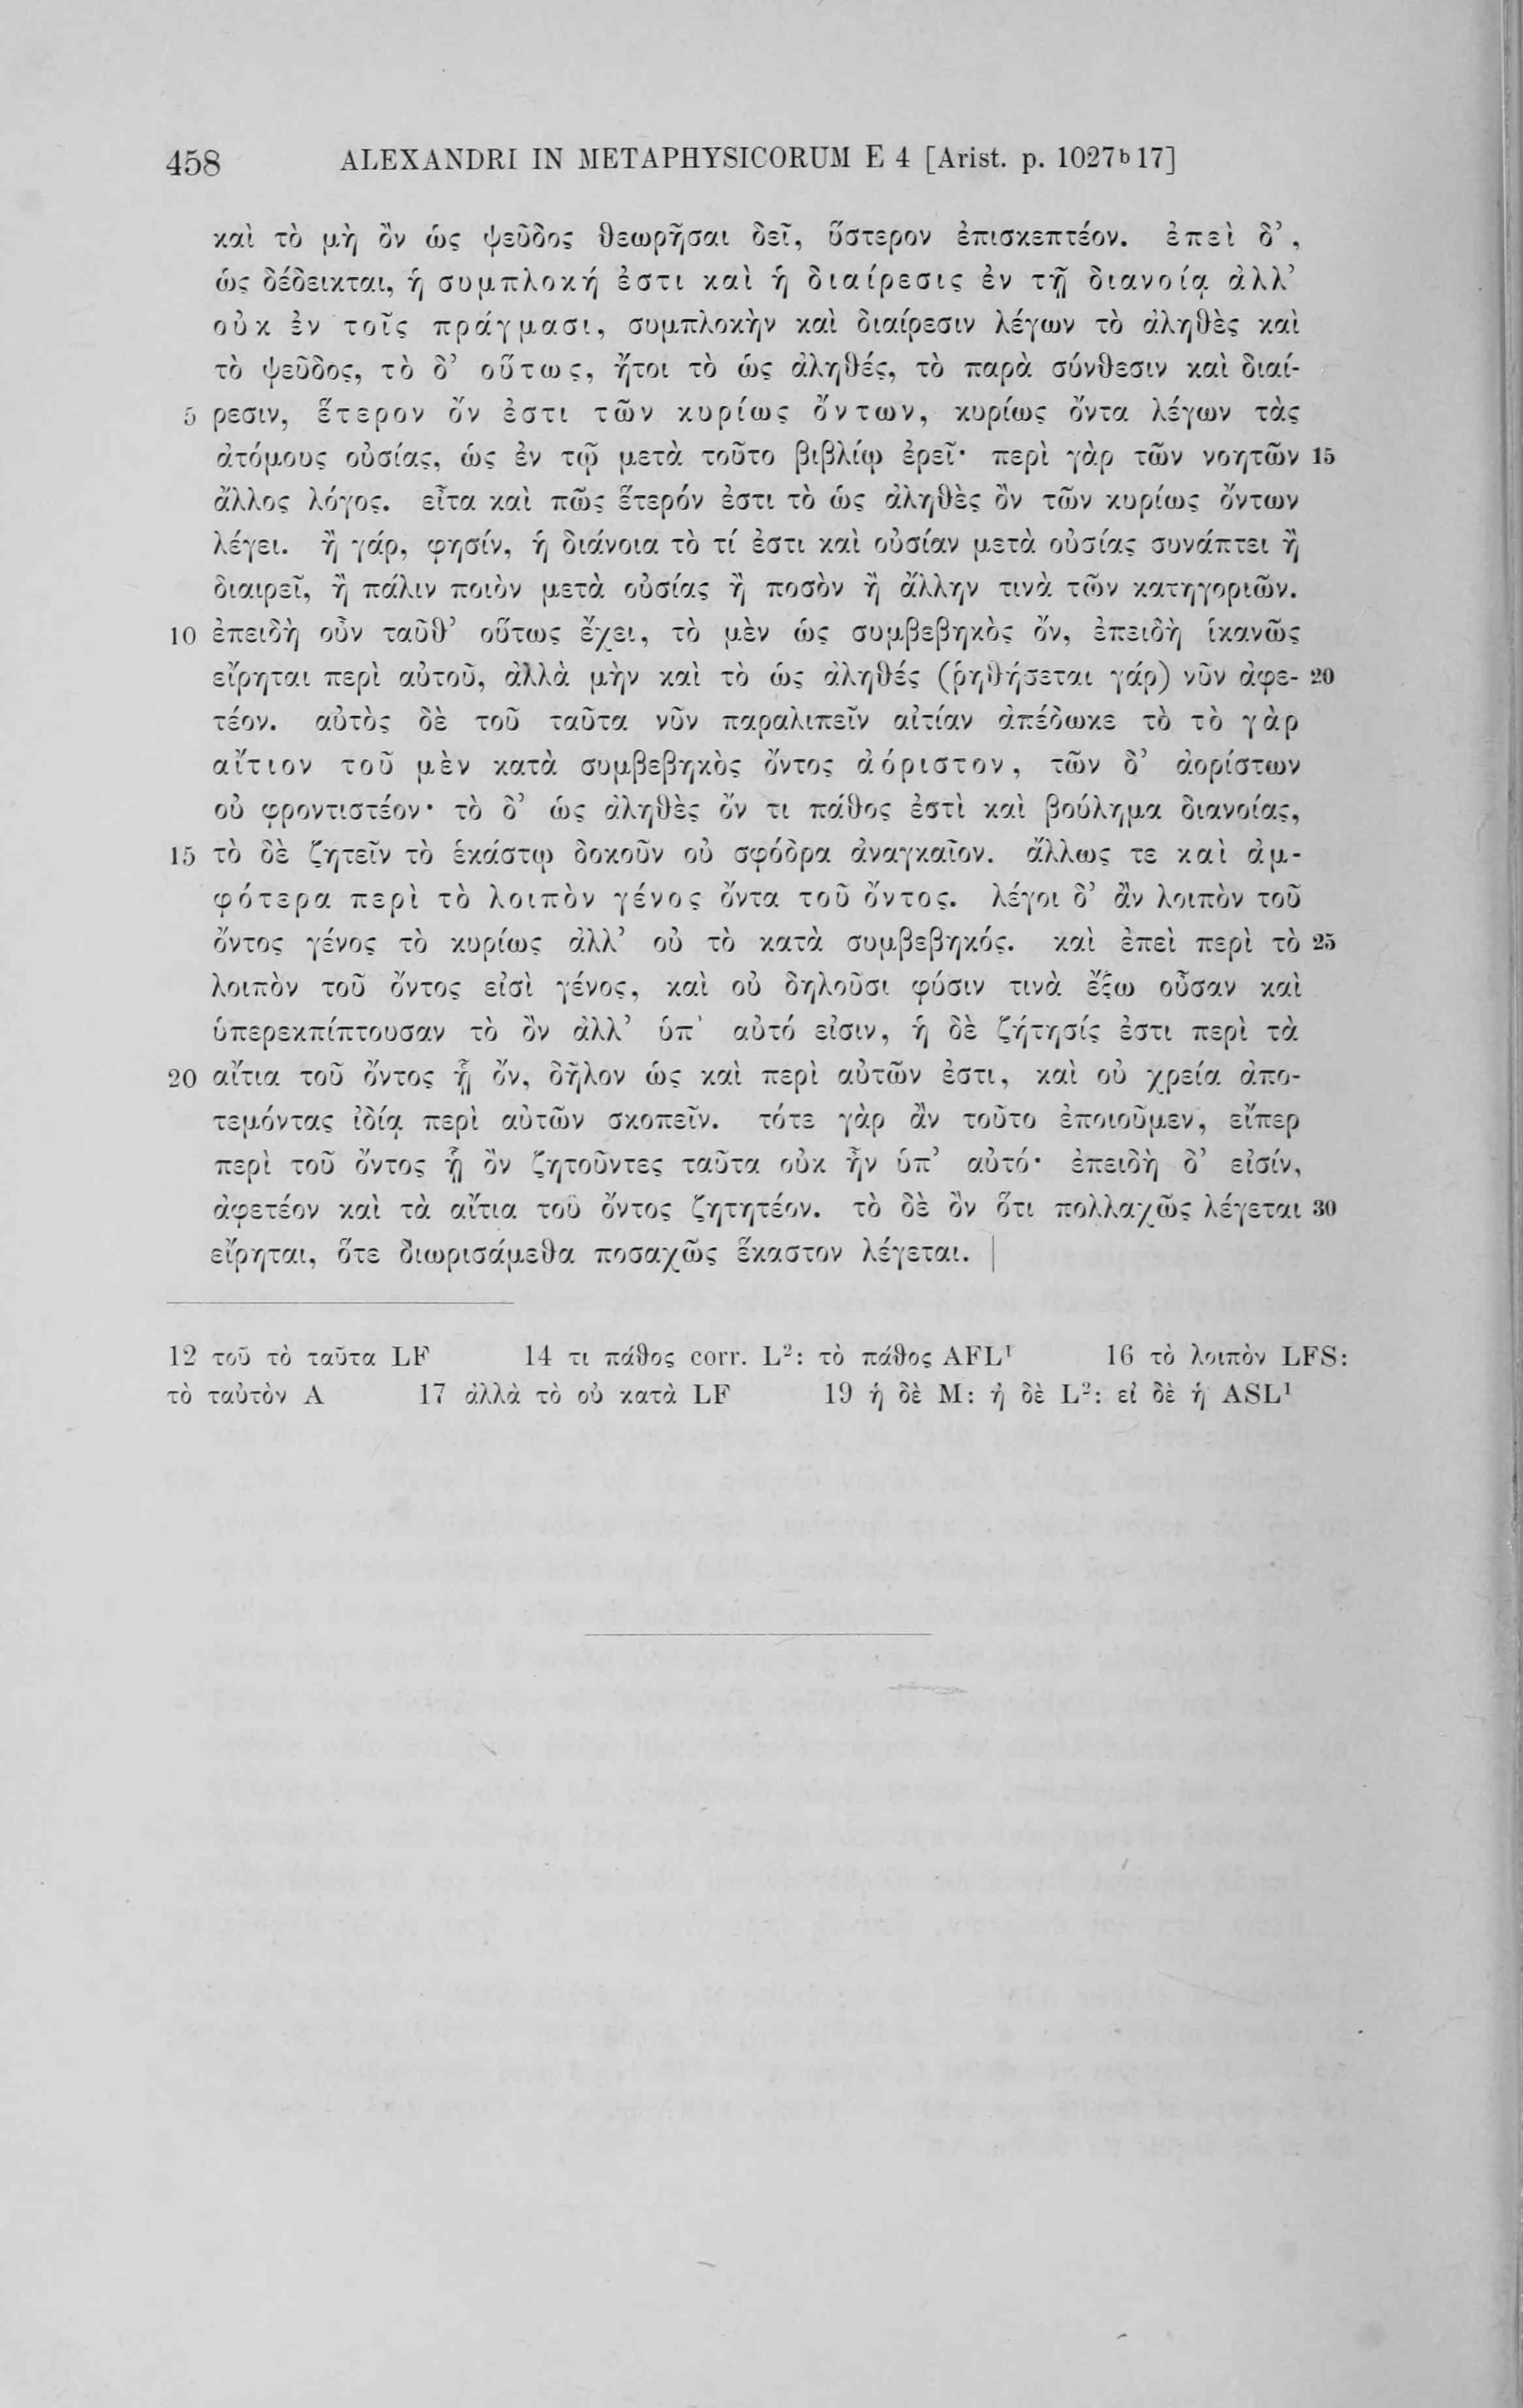 458 ALEXANDRI IN METAPHYSICORUM E 4 [Arist. p. 1027b17]
καὶ τὸ μὴ ὂν ὡς ψεῦδος θεωρῆσαι δεῖ, ὕστερον ἐπισκεπτέον. ἐπεὶ δ’,
ὡς δέδεικται, ἡ συμπλοκή ἐστι καὶ ἡ διαίρεσις ἐν τῇ διανοίᾳ ἀλλ’
οὐκ ἐν τοῖς πράγμασι, συμπλοκὴν καὶ διαίρεσιν λέγων τὸ ἀληθὲς καὶ
τὸ ψεῦδος, τὸ δ’ οὕτως, ἤτοι τὸ ὡς ἀληθές, τὸ παρὰ σύνθεσιν καὶ διαί-
5 ρεσιν, ἕτερον ὄν ἐστι τῶν κυρίως ὄντων, κυρίως ὄντα λέγων τὰς
ἀτόμους οὐσίας, ὡς ἐν τῷ μετὰ τοῦτο βιβλίῳ ἐρεῖ· περὶ γὰρ τῶν νοητῶν 15
ἄλλος λόγος. εἶτα καὶ πῶς ἕτερόν ἐστι τὸ ὡς ἀληθὲς ὂν τῶν κυρίως ὄντων
λέγει. ἢ γάρ, φησίν, ἡ διάνοια τὸ τί ἐστι καὶ οὐσίαν μετὰ οὐσίας συνάπτει ἢ
διαιρεῖ, ἢ πάλιν ποιὸν μετὰ οὐσίας ἢ ποσὸν ἢ ἄλλην τινὰ τῶν κατηγοριῶν.
10 ἐπειδὴ οὖν ταῦθ’ οὕτως ἔχει, τὸ μὲν ὡς συμβεβηκὸς ὄν, ἐπειδὴ ἱκανῶς
εἴρηται περὶ αὐτοῦ, ἀλλὰ μὴν καὶ τὸ ὡς ἀληθές (ῥηθήσεται γάρ) νῦν ἀφε- 20
τέον. αὐτὸς δὲ τοῦ ταῦτα νῦν παραλιπεῖν αἰτίαν ἀπέδωκε τὸ τὸ γὰρ
αἴτιον τοῦ μὲν κατὰ συμβεβηκὸς ὄντος ἀόριστον, τῶν δ’ ἀορίστων
οὐ φροντιστέον· τὸ δ’ ὡς ἀληθὲς ὄν τι πάθος ἐστὶ καὶ βούλημα διανοίας,
15 τὸ δὲ ζητεῖν τὸ ἑκάστῳ δοκοῦν οὐ σφόδρα ἀναγκαῖον. ἄλλως τε καὶ ἀμ-
φότερα περὶ τὸ λοιπὸν γένος ὄντα τοῦ ὄντος. λέγοι δ’ ἂν λοιπὸν τοῦ
ὄντος γένος τὸ κυρίως ἀλλ’ οὐ τὸ κατὰ συμβεβηκός. καὶ ἐπεὶ περὶ τὸ 25
λοιπὸν τοῦ ὄντος εἰσὶ γένος, καὶ οὐ δηλοῦσι φύσιν τινὰ ἔξω οὖσαν καὶ
ὑπερεκπίπτουσαν τὸ ὂν ἀλλ’ ὑπ’ αὐτό εἰσιν, ἡ δὲ ζήτησίς ἐστι περὶ τὰ
20 αἴτια τοῦ ὄντος ᾗ ὄν, δῆλον ὡς καὶ περὶ αὐτῶν ἐστι, καὶ οὐ χρεία ἀπο-
τεμόντας ἰδίᾳ περὶ αὐτῶν σκοπεῖν. τότε γὰρ ἂν τοῦτο ἐποιοῦμεν, εἴπερ
περὶ τοῦ ὄντος ᾗ ὂν ζητοῦντες ταῦτα οὐκ ἦν ὑπ’ αὐτό· ἐπειδὴ δ’ εἰσίν,
ἀφετέον καὶ τὰ αἴτια τοῦ ὄντος ζητητέον. τὸ δὲ ὂν ὅτι πολλαχῶς λέγεται 30
εἴρηται, ὅτε διωρισάμεθα ποσαχῶς ἕκαστον λέγεται. |
12 τοῦ τὸ ταῦτα LF 14 τι πάθος corr. L²: τὸ πάθος AFL¹ 16 τὸ λοιπὸν LFS:
τὸ ταὐτὸν A 17 ἀλλὰ τὸ οὐ κατὰ LF 19 ἡ δὲ M: ἠ δὲ L²: εἰ δὲ ἡ ASL¹